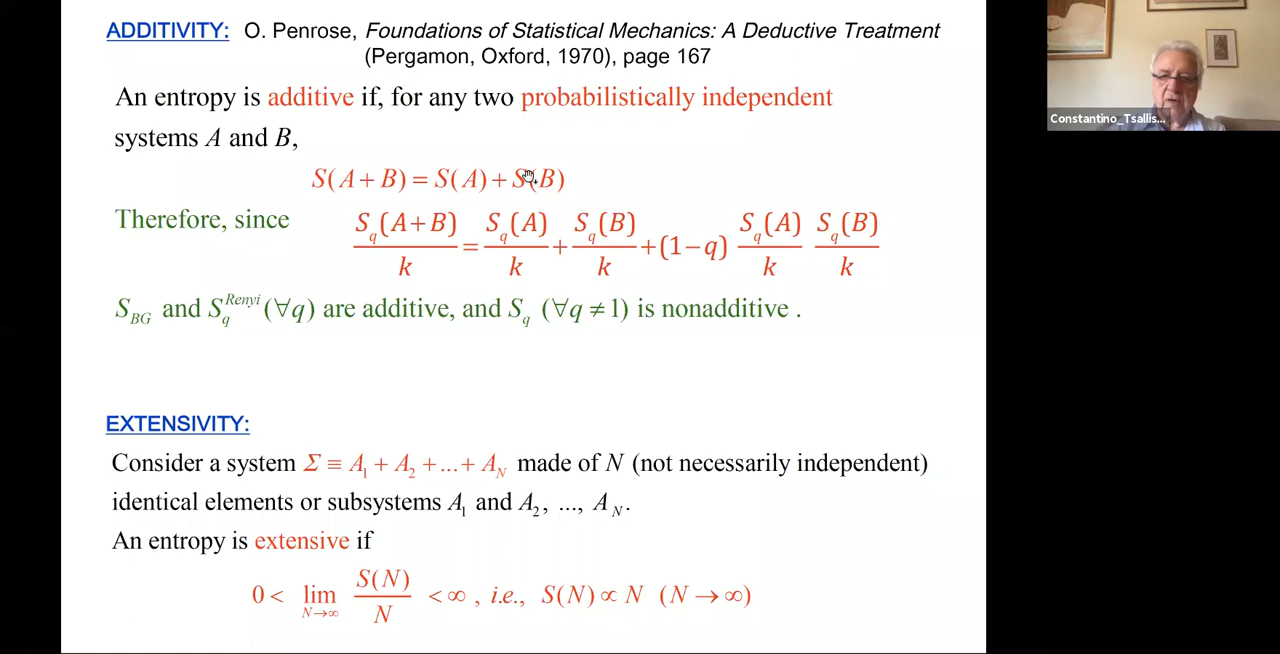 ADDITIVITY: O. Penrose, Foundations of Statistical Mechanics: A Deductive Treatment
(Pergamon, Oxford, 1970), page 167
An entropy is additive if, for any two probabilistically independent
systems A and B,
S(A + B) = S(A) + S(B)
Therefore, since S_q(A+B)/k = S_q(A)/k + S_q(B)/k + (1−q) S_q(A)/k S_q(B)/k
S_BG and S_q^Renyi (∀q) are additive, and S_q (∀q ≠ 1) is nonadditive .
EXTENSIVITY:
Consider a system Σ ≡ A_1 + A_2 + ... + A_N made of N (not necessarily independent)
identical elements or subsystems A_1 and A_2, ..., A_N.
An entropy is extensive if
0 < lim_{N→∞} S(N)/N < ∞ , i.e., S(N) ∝ N (N → ∞)
Constantino_Tsallis...